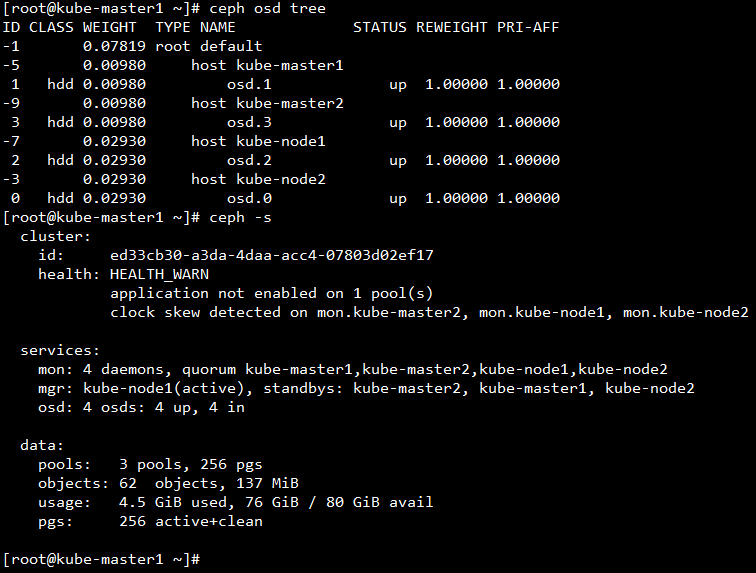 [root@kube-master1 ~]# ceph osd tree
ID CLASS WEIGHT  TYPE NAME             STATUS REWEIGHT PRI-AFF
-1       0.07819 root default
-5       0.00980     host kube-master1
 1   hdd 0.00980         osd.1             up  1.00000 1.00000
-9       0.00980     host kube-master2
 3   hdd 0.00980         osd.3             up  1.00000 1.00000
-7       0.02930     host kube-node1
 2   hdd 0.02930         osd.2             up  1.00000 1.00000
-3       0.02930     host kube-node2
 0   hdd 0.02930         osd.0             up  1.00000 1.00000
[root@kube-master1 ~]# ceph -s
  cluster:
    id:     ed33cb30-a3da-4daa-acc4-07803d02ef17
    health: HEALTH_WARN
            application not enabled on 1 pool(s)
            clock skew detected on mon.kube-master2, mon.kube-node1, mon.kube-node2
  services:
    mon: 4 daemons, quorum kube-master1,kube-master2,kube-node1,kube-node2
    mgr: kube-node1(active), standbys: kube-master2, kube-master1, kube-node2
    osd: 4 osds: 4 up, 4 in
  data:
    pools:   3 pools, 256 pgs
    objects: 62  objects, 137 MiB
    usage:   4.5 GiB used, 76 GiB / 80 GiB avail
    pgs:     256 active+clean
[root@kube-master1 ~]#